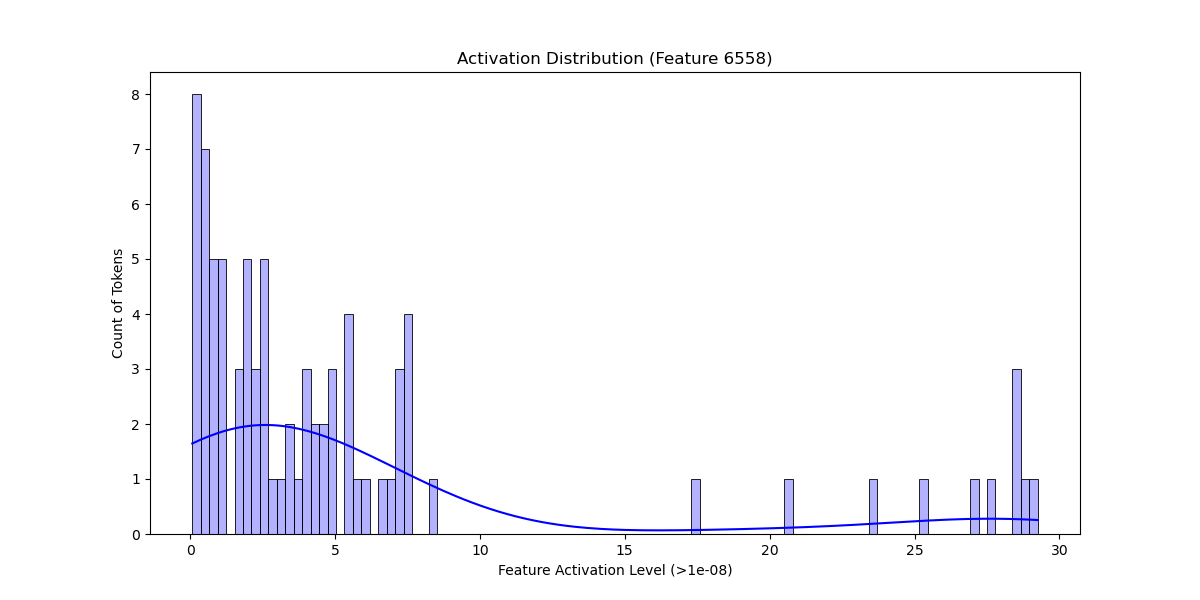 Activation Distribution (Feature 6558)
Count of Tokens
8
7
6
5
4
3
2
1
0
0 5 10 15 20 25 30
Feature Activation Level (>1e-08)